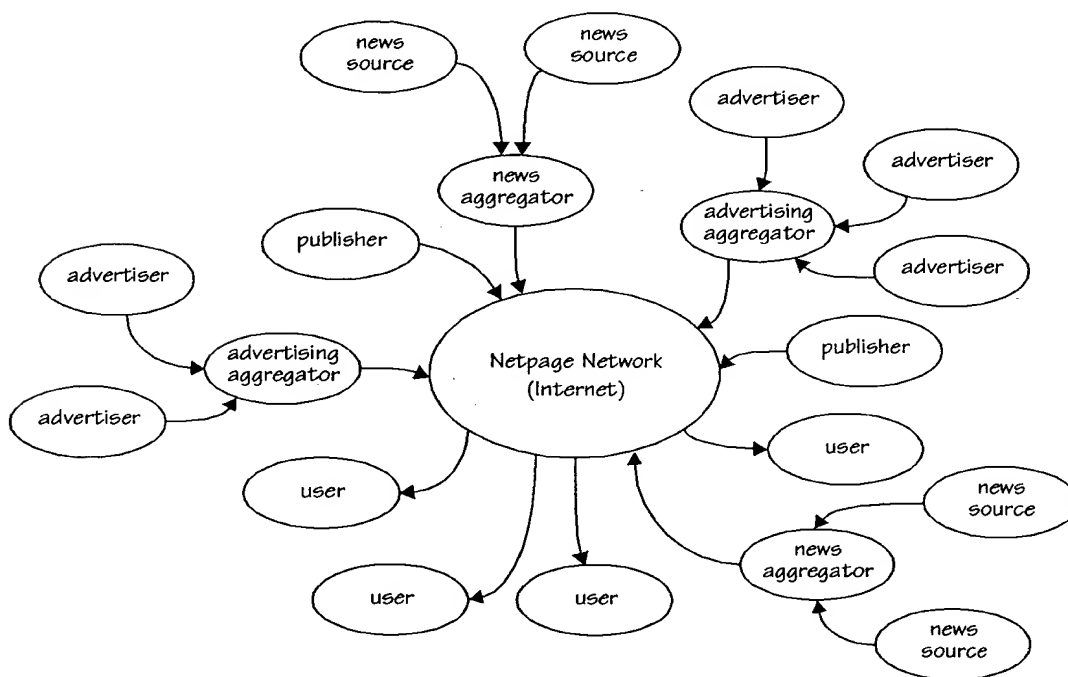 news
source
news
source
advertiser
advertiser
news
aggregator
advertising
aggregator
publisher
advertiser
advertiser
publisher
advertising
aggregator
Netpage Network
(Internet)
advertiser
user
user
news
source
news
aggregator
user
user
news
source